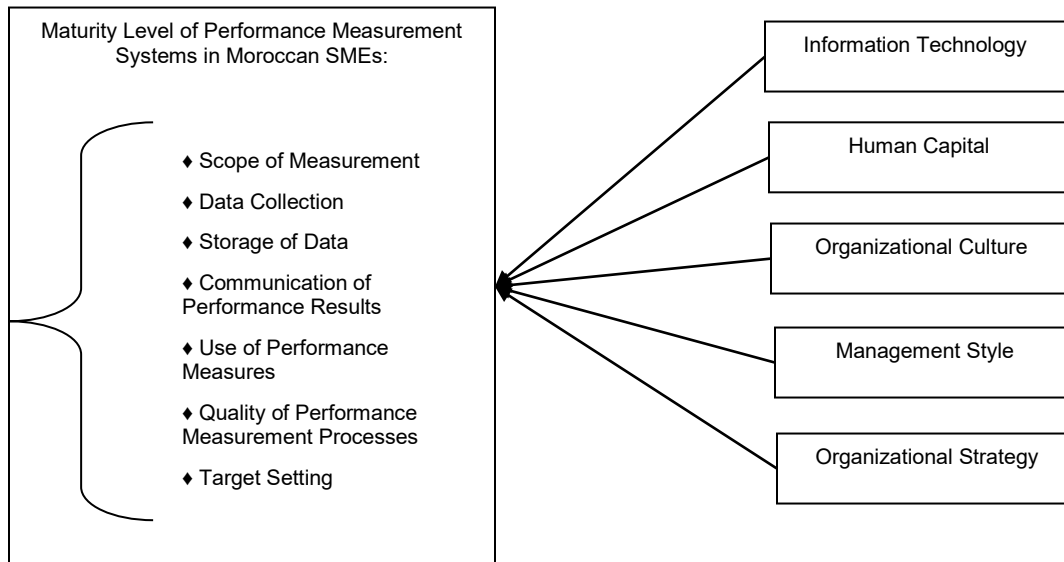 Maturity Level of Performance Measurement
Systems in Moroccan SMEs:
♦ Scope of Measurement
♦ Data Collection
♦ Storage of Data
♦ Communication of
Performance Results
♦ Use of Performance
Measures
♦ Quality of Performance
Measurement Processes
♦ Target Setting
Information Technology
Human Capital
Organizational Culture
Management Style
Organizational Strategy